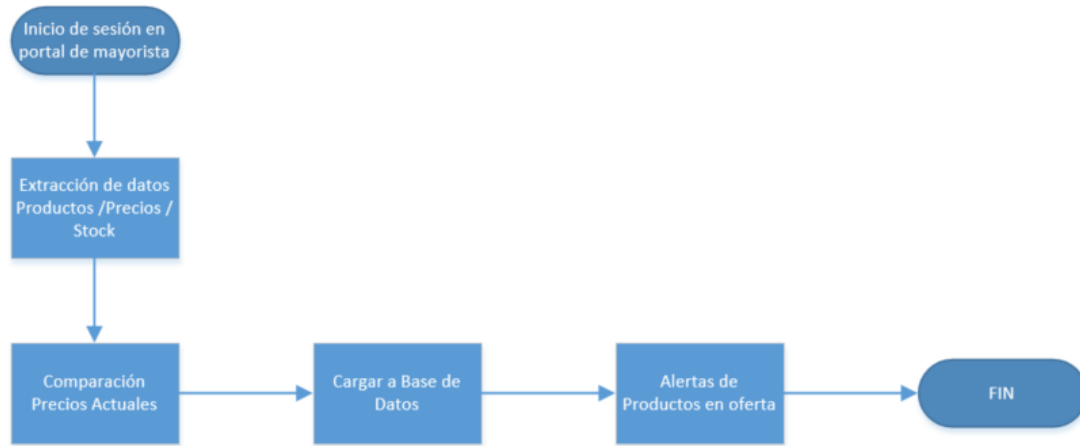 Inicio de sesión en
portal de mayorista
Extracción de datos
Productos /Precios /
Stock
Comparación
Precios Actuales
Cargar a Base de
Datos
Alertas de
Productos en oferta
FIN